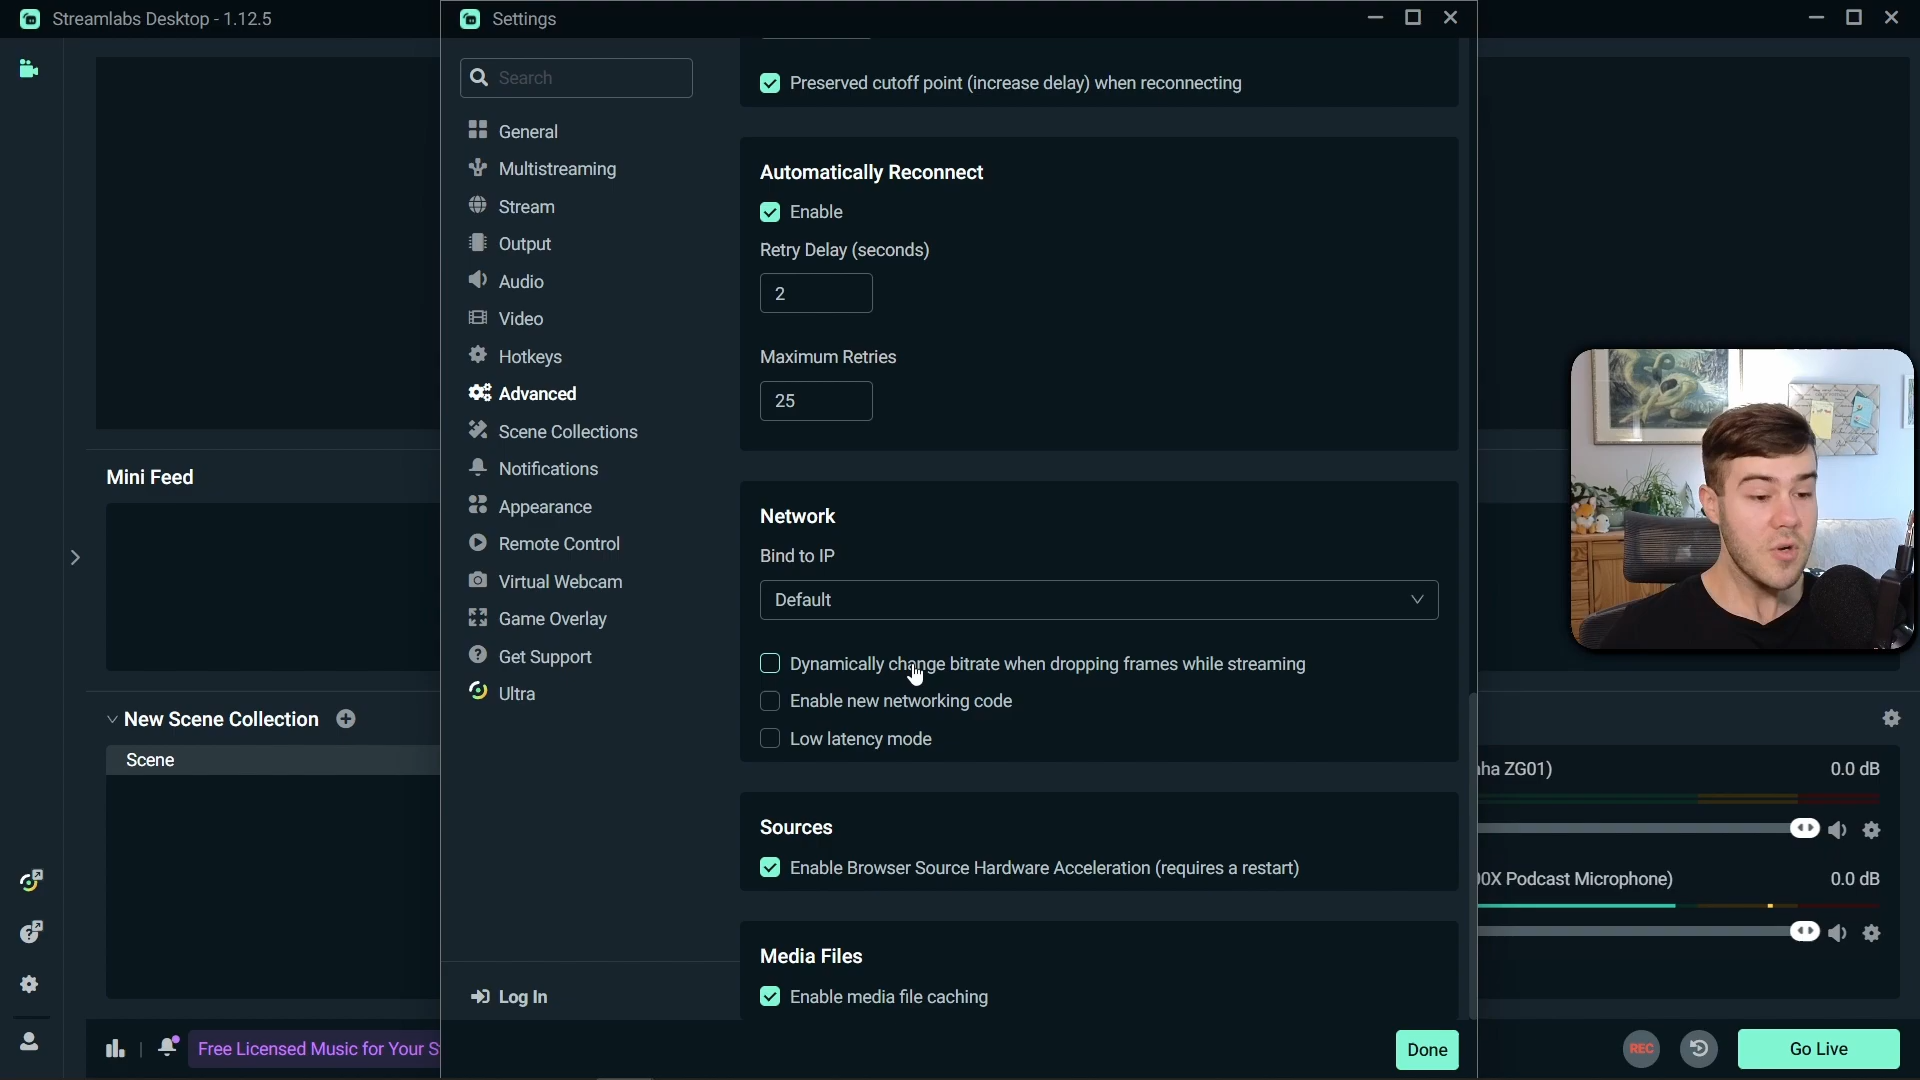 Streamlabs Desktop - 1.12.5
Settings
Search
General
Multistreaming
Stream
Output
Audio
Video
Hotkeys
Advanced
Scene Collections
Notifications
Appearance
Remote Control
Virtual Webcam
Game Overlay
Get Support
Ultra
Log In
Preserved cutoff point (increase delay) when reconnecting
Automatically Reconnect
Enable
Retry Delay (seconds)
2
Maximum Retries
25
Network
Bind to IP
Default
Dynamically change bitrate when dropping frames while streaming
Enable new networking code
Low latency mode
Sources
Enable Browser Source Hardware Acceleration (requires a restart)
Media Files
Enable media file caching
Done
Mini Feed
New Scene Collection
Scene
Free Licensed Music for Your S
aha ZG01) 0.0 dB
00X Podcast Microphone) 0.0 dB
REC
Go Live